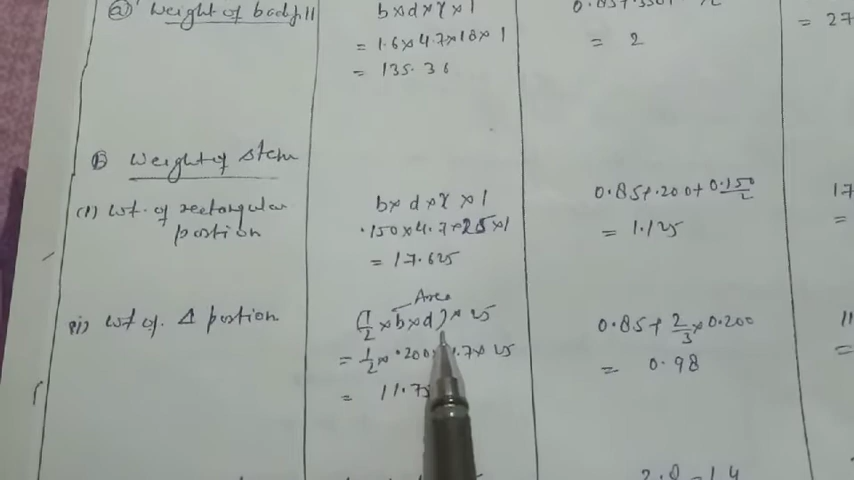 (a) Weight of backfill
b×d×γ×1
= 1.6×4.7×18×1
= 135.36
= 2
= 27
(B) Weight of stem
(i) wt. of rectangular portion
b× d×γ×1
.150×4.7×25×1
= 17.625
0.85+.200+0.150/2
= 1.125
17
=
(ii) wt of. Δ portion
Area
(1/2 ×b×d)× 25
= 1/2 × .200 .7× 25
= 11.75
0.85+ 2/3 ×0.200
= 0.98
11
=